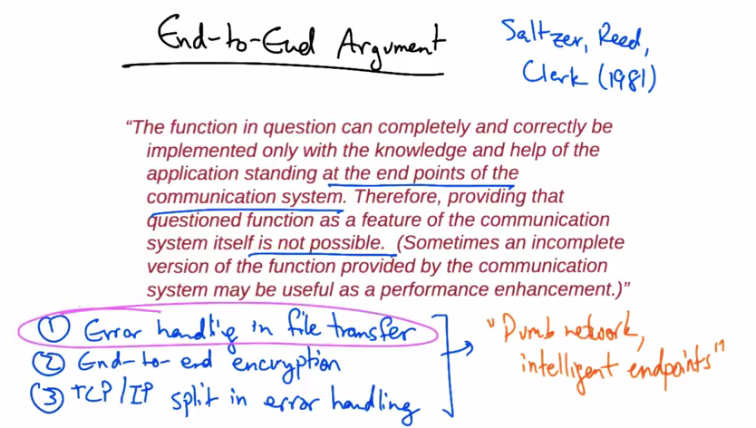 End-to-End Argument
Saltzer, Reed,
Clerk (1981)
“The function in question can completely and correctly be
implemented only with the knowledge and help of the
application standing at the end points of the
communication system. Therefore, providing that
questioned function as a feature of the communication
system itself is not possible. (Sometimes an incomplete
version of the function provided by the communication
system may be useful as a performance enhancement.)”
① Error handling in file transfer
② End-to-end encryption
③ TCP/IP split in error handling
"Dumb network,
intelligent endpoints"